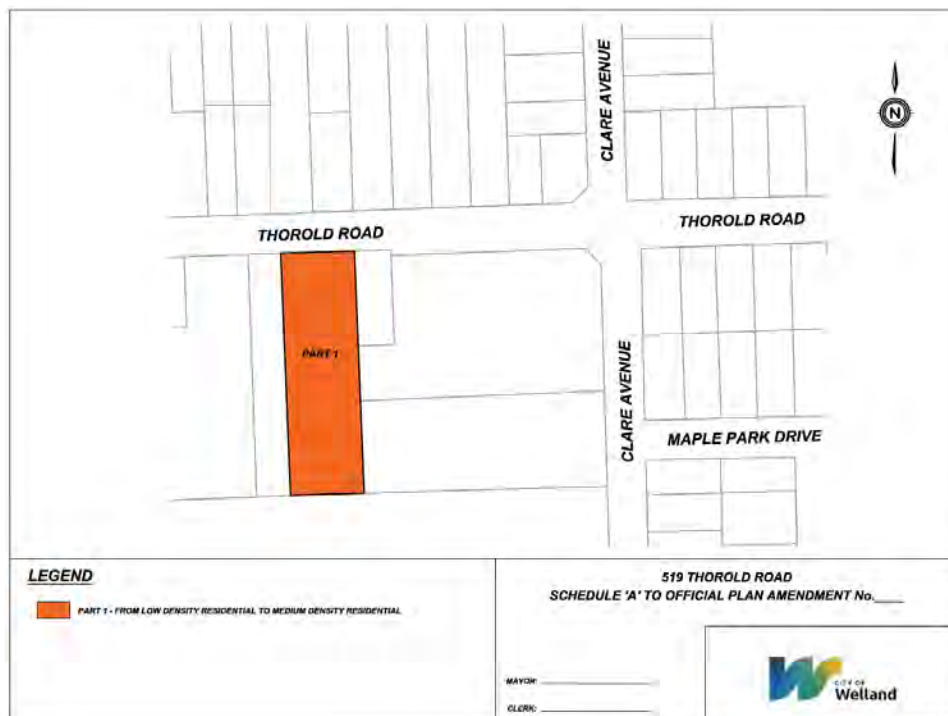 CLARE AVENUE
N
THOROLD ROAD
THOROLD ROAD
PART 1
CLARE AVENUE
MAPLE PARK DRIVE
LEGEND
PART 1 - FROM LOW DENSITY RESIDENTIAL TO MEDIUM DENSITY RESIDENTIAL
519 THOROLD ROAD
SCHEDULE 'A' TO OFFICIAL PLAN AMENDMENT No.____
MAYOR: ____________________
CLERK: ____________________
CITY OF
Welland